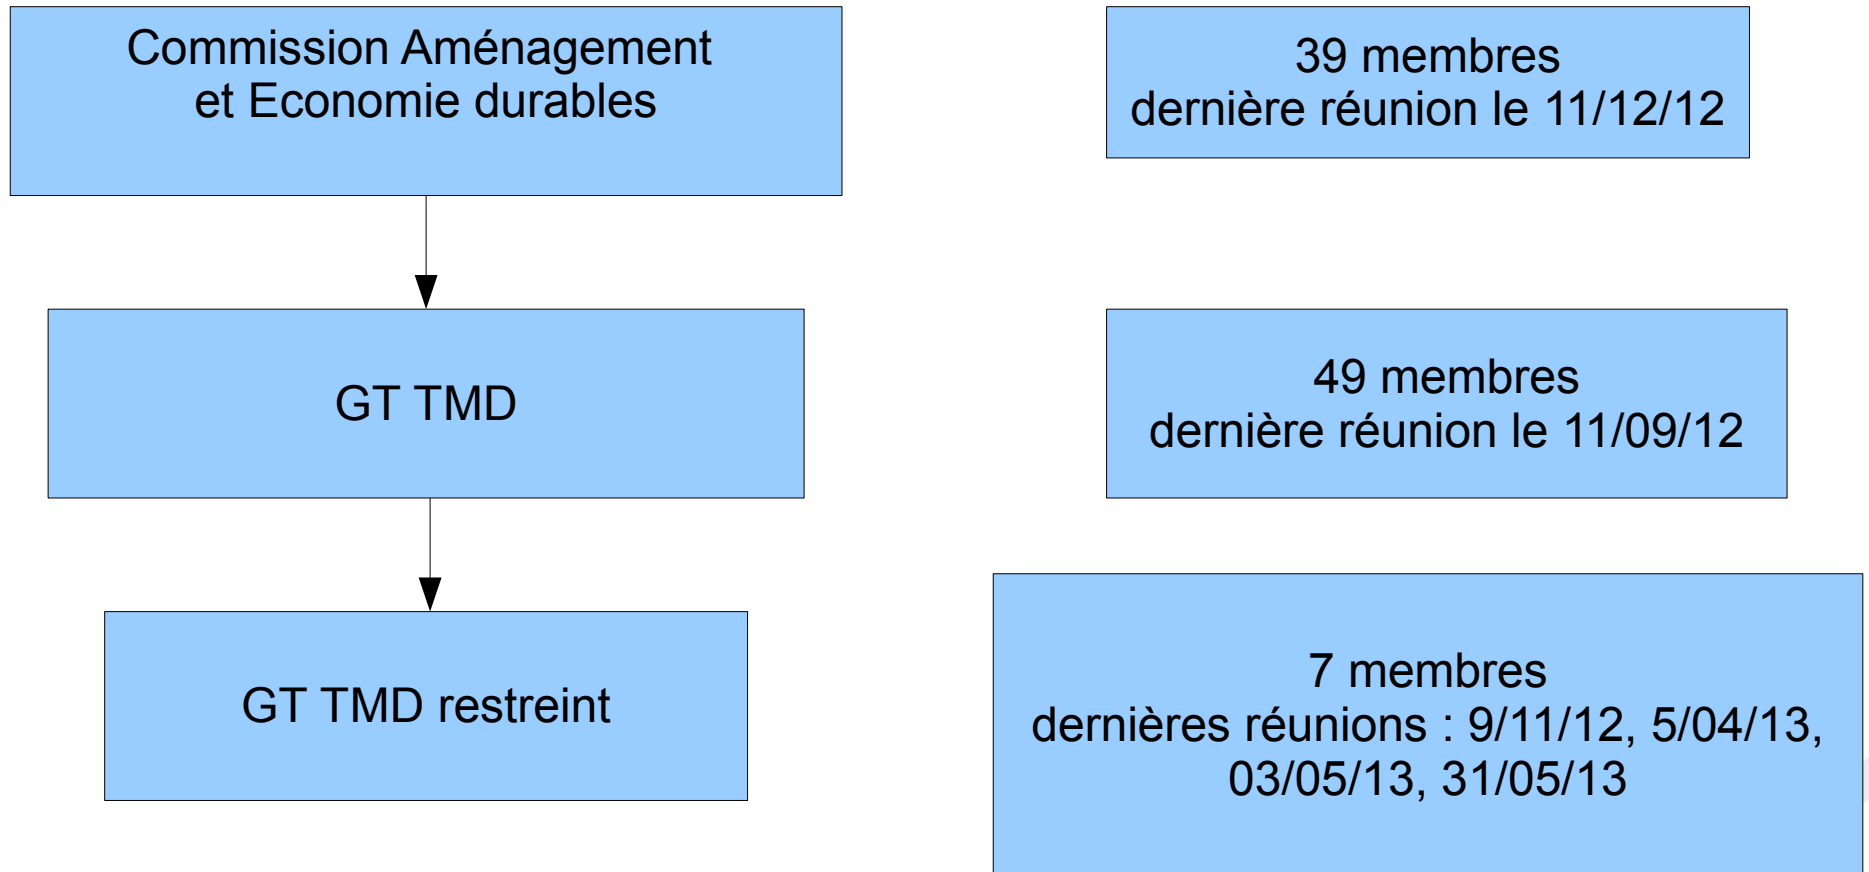 Commission Aménagement
et Economie durables
39 membres
dernière réunion le 11/12/12
GT TMD
49 membres
dernière réunion le 11/09/12
GT TMD restreint
7 membres
dernières réunions : 9/11/12, 5/04/13,
03/05/13, 31/05/13